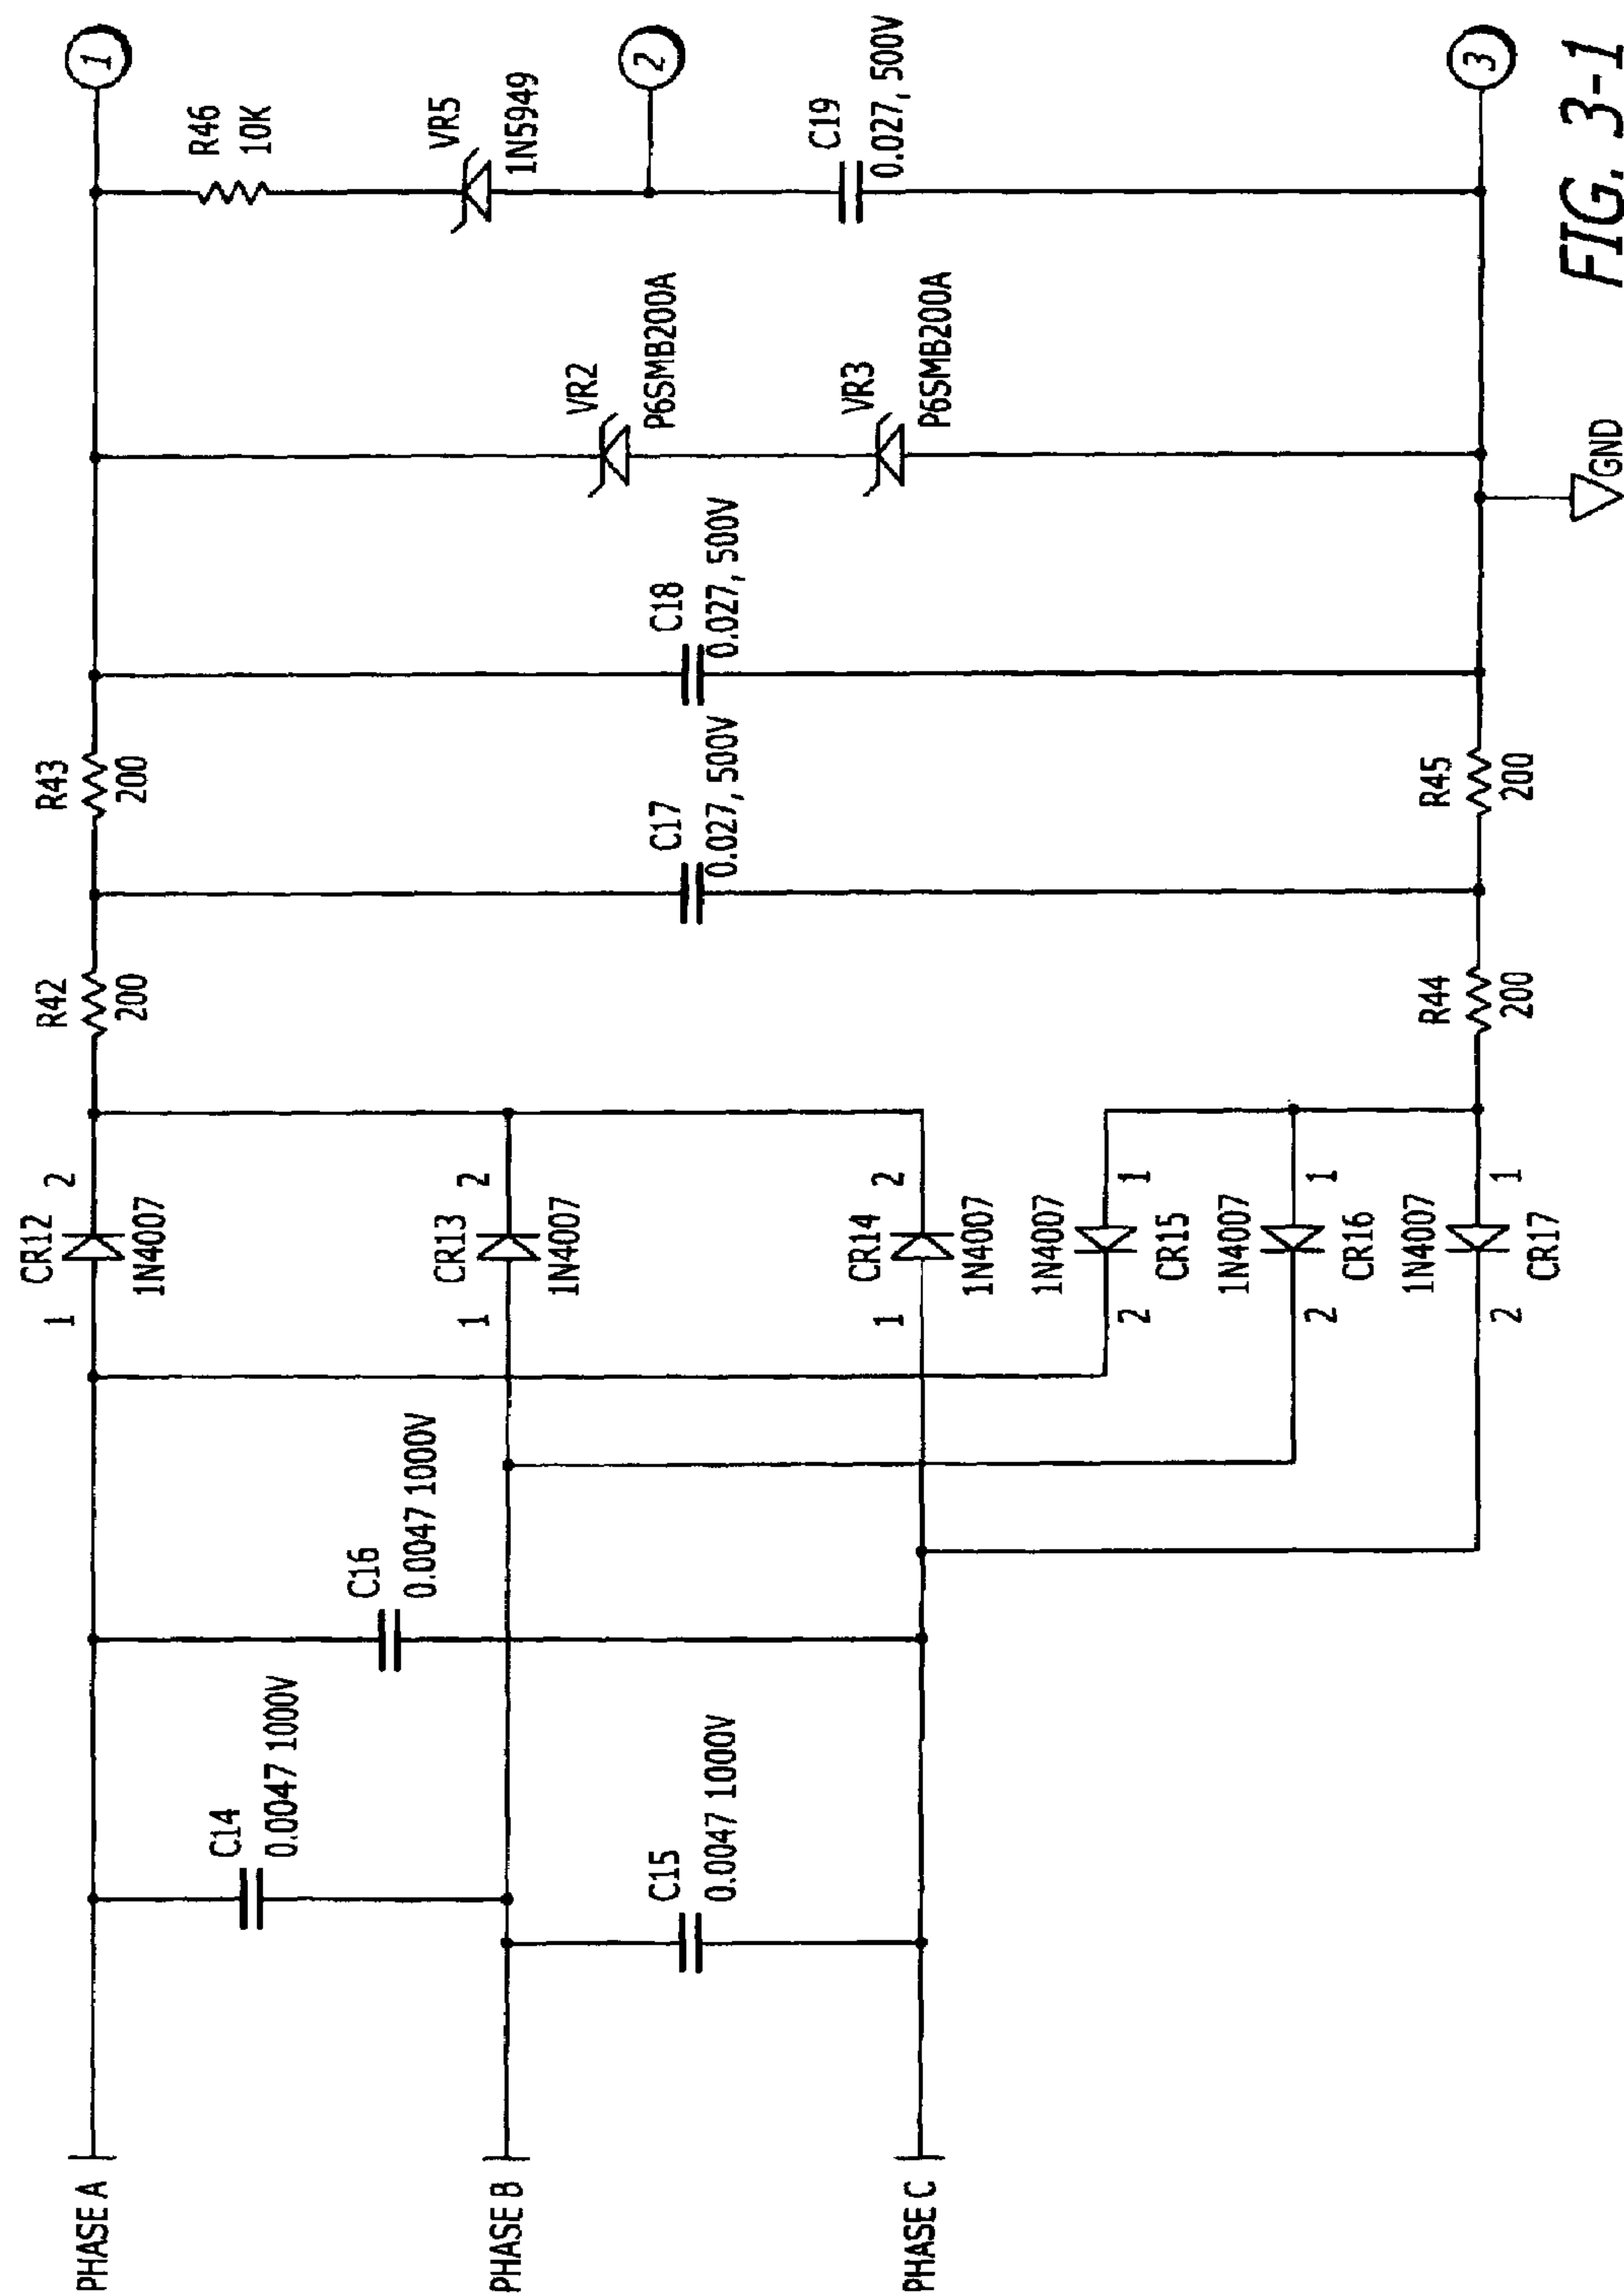 PHASE A
PHASE B
PHASE C
C14
0.0047 1000V
C15
0.0047 1000V
C16
0.0047 1000V
1
CR12
2
1N4007
1
CR13
2
1N4007
1
CR14
2
1N4007
1N4007
2
1
CR15
1N4007
2
1
CR16
1N4007
2
1
CR17
R42
200
R44
200
C17
0.027, 500V
R43
200
R45
200
C18
0.027, 500V
VR2
P6SMB200A
VR3
P6SMB200A
GND
R46
10K
VR5
1N5949
C19
0.027, 500V
1
2
3
FIG. 3-1